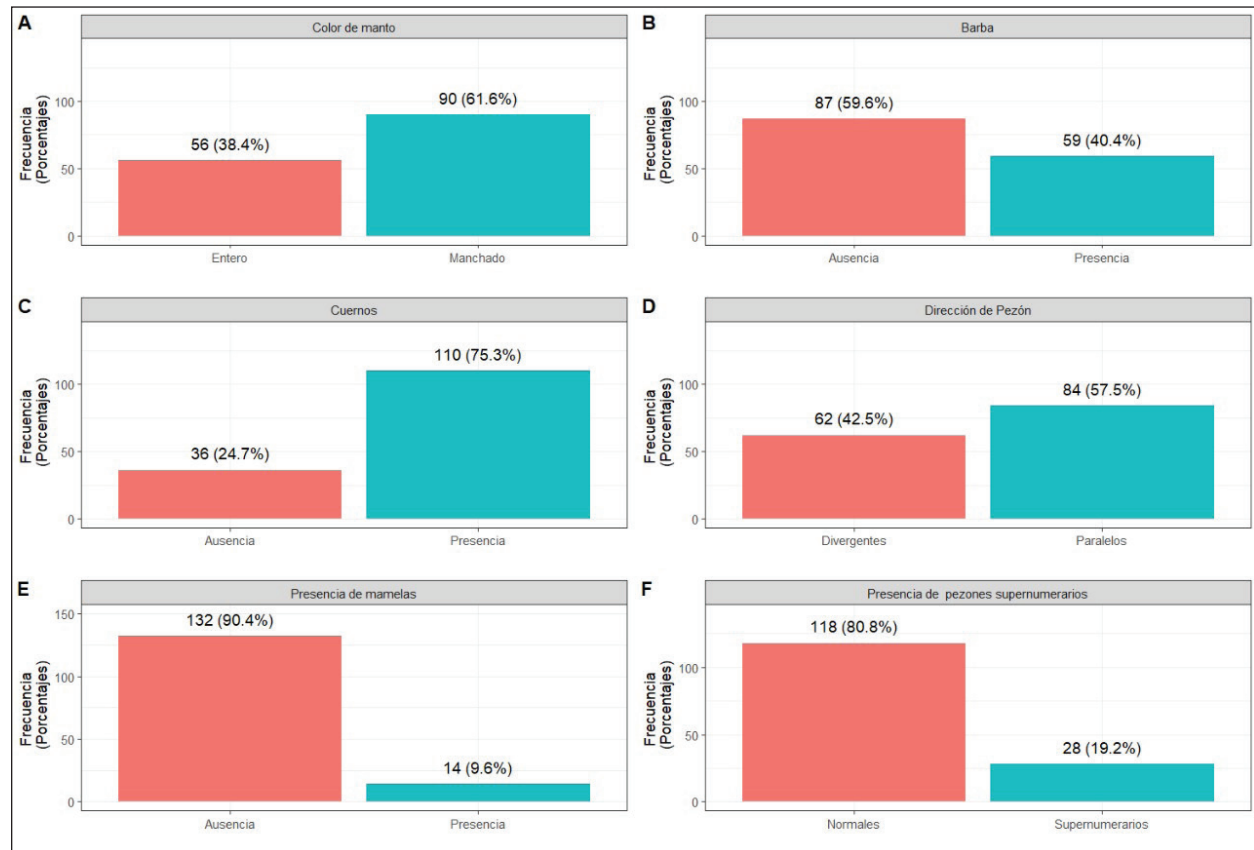 A
Color de manto
Frecuencia
(Porcentajes)
100
50
0
56 (38.4%)
90 (61.6%)
Entero
Manchado
B
Barba
Frecuencia
(Porcentajes)
100
50
0
87 (59.6%)
59 (40.4%)
Ausencia
Presencia
C
Cuernos
Frecuencia
(Porcentajes)
100
50
0
36 (24.7%)
110 (75.3%)
Ausencia
Presencia
D
Dirección de Pezón
Frecuencia
(Porcentajes)
100
50
0
62 (42.5%)
84 (57.5%)
Divergentes
Paralelos
E
Presencia de mamelas
Frecuencia
(Porcentajes)
150
100
50
0
132 (90.4%)
14 (9.6%)
Ausencia
Presencia
F
Presencia de pezones supernumerarios
Frecuencia
(Porcentajes)
100
50
0
118 (80.8%)
28 (19.2%)
Normales
Supernumerarios